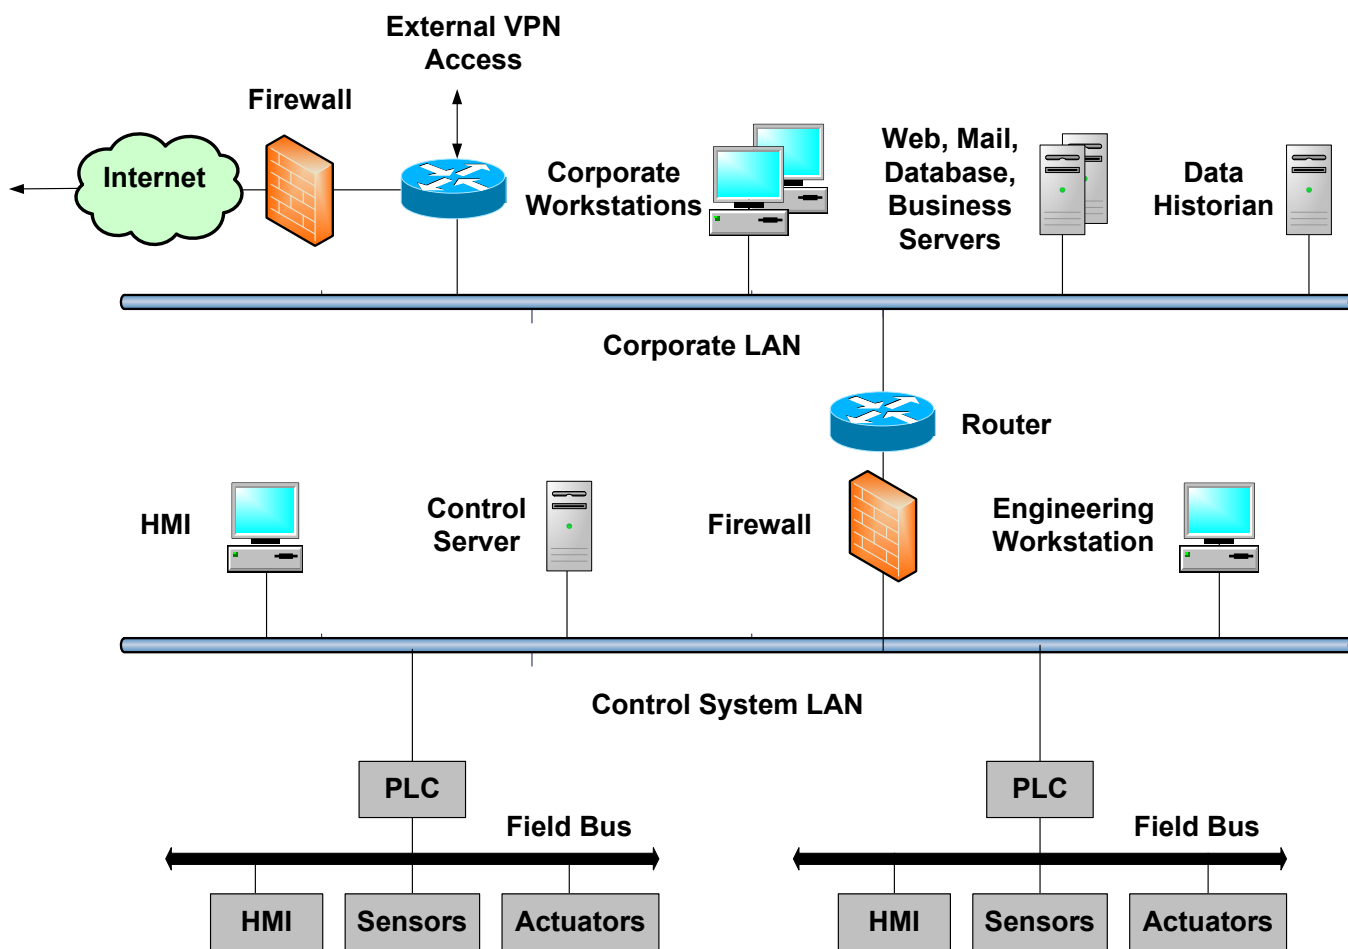 External VPN
Access
Firewall
Internet
Corporate
Workstations
Web, Mail,
Database,
Business
Servers
Data
Historian
Corporate LAN
Router
HMI
Control
Server
Firewall
Engineering
Workstation
Control System LAN
PLC
PLC
Field Bus
Field Bus
HMI
Sensors
Actuators
HMI
Sensors
Actuators